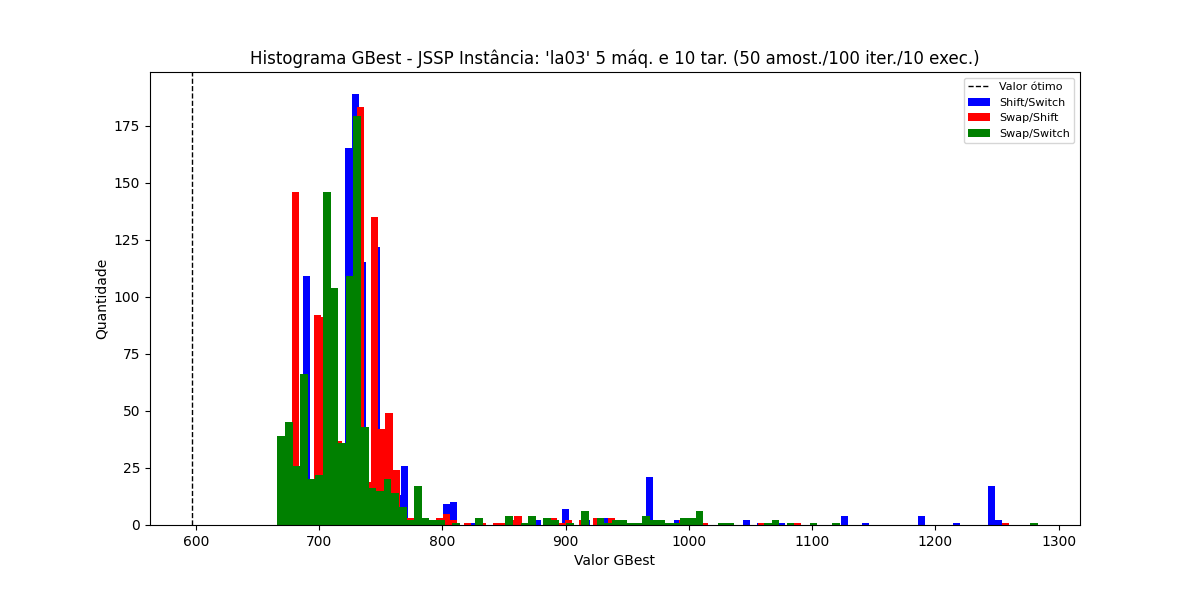 Histograma GBest - JSSP Instância: 'la03' 5 máq. e 10 tar. (50 amost./100 iter./10 exec.)
Valor ótimo
Shift/Switch
Swap/Shift
Swap/Switch
Quantidade
175
150
125
100
75
50
25
0
600 700 800 900 1000 1100 1200 1300
Valor GBest